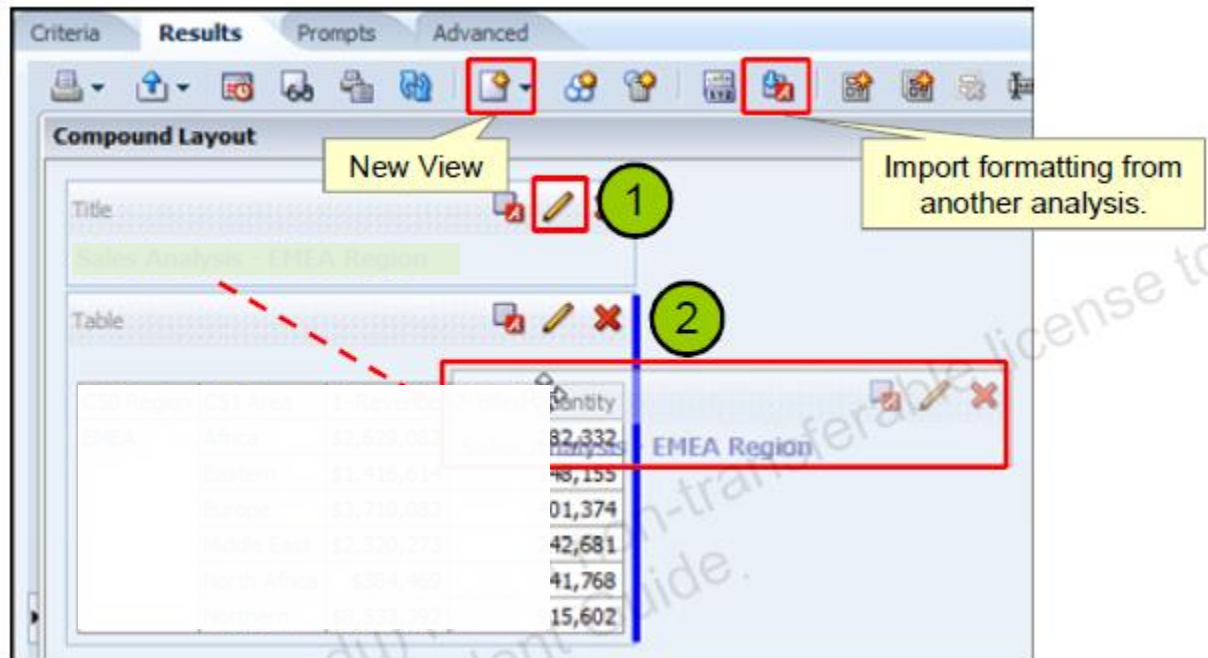 Criteria Results Prompts Advanced
Compound Layout
New View
Import formatting from
another analysis.
Title
1
Sales Analysis - EMEA Region
Table
2
C50 Region C51 Area 1- Revenue Quantity
EMEA Africa $2,629,082 82,332
Analysis - EMEA Region
Eastern $1,416,614 48,155
Europe $3,710,083 01,374
Middle East $2,320,273 42,681
North Africa $384,469 41,768
Northern $8,533,392 15,602
license to
non-transferable
Guide.